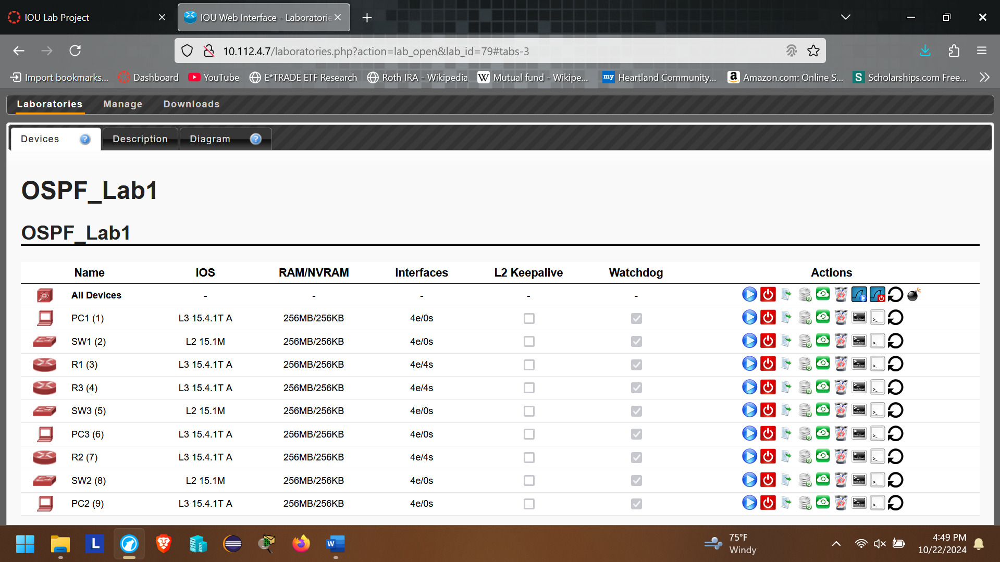 IOU Lab Project
IOU Web Interface - Laboratorie
10.112.4.7/laboratories.php?action=lab_open&lab_id=79#tabs-3
Import bookmarks... Dashboard YouTube E*TRADE ETF Research Roth IRA - Wikipedia W Mutual fund - Wikipe... my Heartland Community... a Amazon.com: Online S... S Scholarships.com Free...
Laboratories Manage Downloads
Devices ? Description Diagram ?
OSPF_Lab1
OSPF_Lab1
Name IOS RAM/NVRAM Interfaces L2 Keepalive Watchdog Actions
All Devices - - - - -
PC1 (1) L3 15.4.1T A 256MB/256KB 4e/0s
SW1 (2) L2 15.1M 256MB/256KB 4e/0s
R1 (3) L3 15.4.1T A 256MB/256KB 4e/4s
R3 (4) L3 15.4.1T A 256MB/256KB 4e/4s
SW3 (5) L2 15.1M 256MB/256KB 4e/0s
PC3 (6) L3 15.4.1T A 256MB/256KB 4e/0s
R2 (7) L3 15.4.1T A 256MB/256KB 4e/4s
SW2 (8) L2 15.1M 256MB/256KB 4e/0s
PC2 (9) L3 15.4.1T A 256MB/256KB 4e/0s
L
W
75°F
Windy
4:49 PM
10/22/2024